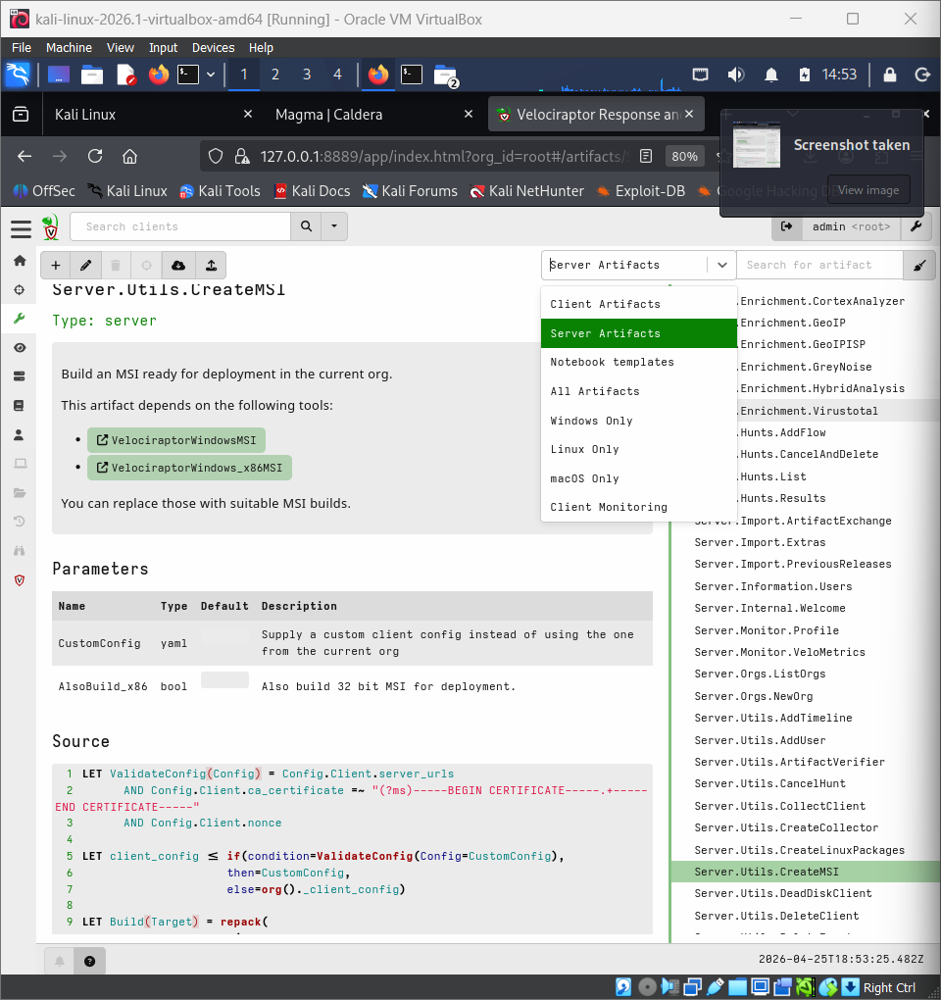 kali-linux-2026.1-virtualbox-amd64 [Running] - Oracle VM VirtualBox
File Machine View Input Devices Help
1 2 3 4 2 14:53
Kali Linux Magma | Caldera Velociraptor Response an
Screenshot taken
View image
127.0.0.1:8889/app/index.html?org_id=root#/artifacts/ 80%
OffSec Kali Linux Kali Tools Kali Docs Kali Forums Kali NetHunter Exploit-DB Google Hacking DB
Search clients
admin <root>
Server Artifacts
Search for artifact
Client Artifacts
Server Artifacts
Notebook templates
All Artifacts
Windows Only
Linux Only
macOS Only
Client Monitoring
Server.Utils.CreateMSI
Type: server
Build an MSI ready for deployment in the current org.
This artifact depends on the following tools:
VelociraptorWindowsMSI
VelociraptorWindows_x86MSI
You can replace those with suitable MSI builds.
Parameters
Name Type Default Description
CustomConfig yaml Supply a custom client config instead of using the one
from the current org
AlsoBuild_x86 bool Also build 32 bit MSI for deployment.
Source
1 LET ValidateConfig(Config) = Config.Client.server_urls
2 AND Config.Client.ca_certificate =~ "(?ms)-----BEGIN CERTIFICATE-----.+-----
END CERTIFICATE-----"
3 AND Config.Client.nonce
4
5 LET client_config <= if(condition=ValidateConfig(Config=CustomConfig),
6 then=CustomConfig,
7 else=org()._client_config)
8
9 LET Build(Target) = repack(
.Enrichment.CortexAnalyzer
.Enrichment.GeoIP
.Enrichment.GeoIPISP
.Enrichment.GreyNoise
.Enrichment.HybridAnalysis
.Enrichment.Virustotal
.Hunts.AddFlow
.Hunts.CancelAndDelete
.Hunts.List
.Hunts.Results
Server.Import.ArtifactExchange
Server.Import.Extras
Server.Import.PreviousReleases
Server.Information.Users
Server.Internal.Welcome
Server.Monitor.Profile
Server.Monitor.VeloMetrics
Server.Orgs.ListOrgs
Server.Orgs.NewOrg
Server.Utils.AddTimeline
Server.Utils.AddUser
Server.Utils.ArtifactVerifier
Server.Utils.CancelHunt
Server.Utils.CollectClient
Server.Utils.CreateCollector
Server.Utils.CreateLinuxPackages
Server.Utils.CreateMSI
Server.Utils.DeadDiskClient
Server.Utils.DeleteClient
2026-04-25T18:53:25.482Z
Right Ctrl